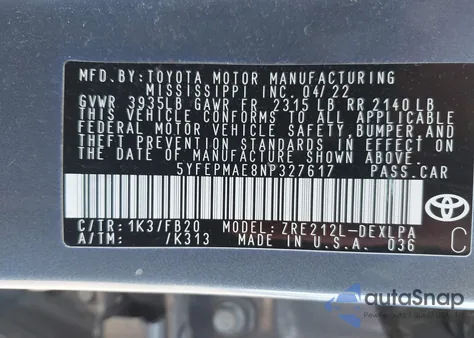 MFD.BY:TOYOTA MOTOR MANUFACTURING
MISSISSIPPI INC. 04/22
GVWR 3935LB GAWR FR. 2315 LB RR 2140 LB
THIS VEHICLE CONFORMS TO ALL APPLICABLE
FEDERAL MOTOR VEHICLE SAFETY, BUMPER,AND
THEFT PREVENTION STANDARDS IN EFFECT ON
THE DATE OF MANUFACTURE SHOWN ABOVE.
5YFEPMAE8NP327617 PASS.CAR
C/TR: 1K3/FB20 MODEL: ZRE212L-DEXLPA
A/TM: /K313 MADE IN U.S.A. 036
TOYOTA
C
autoSnap